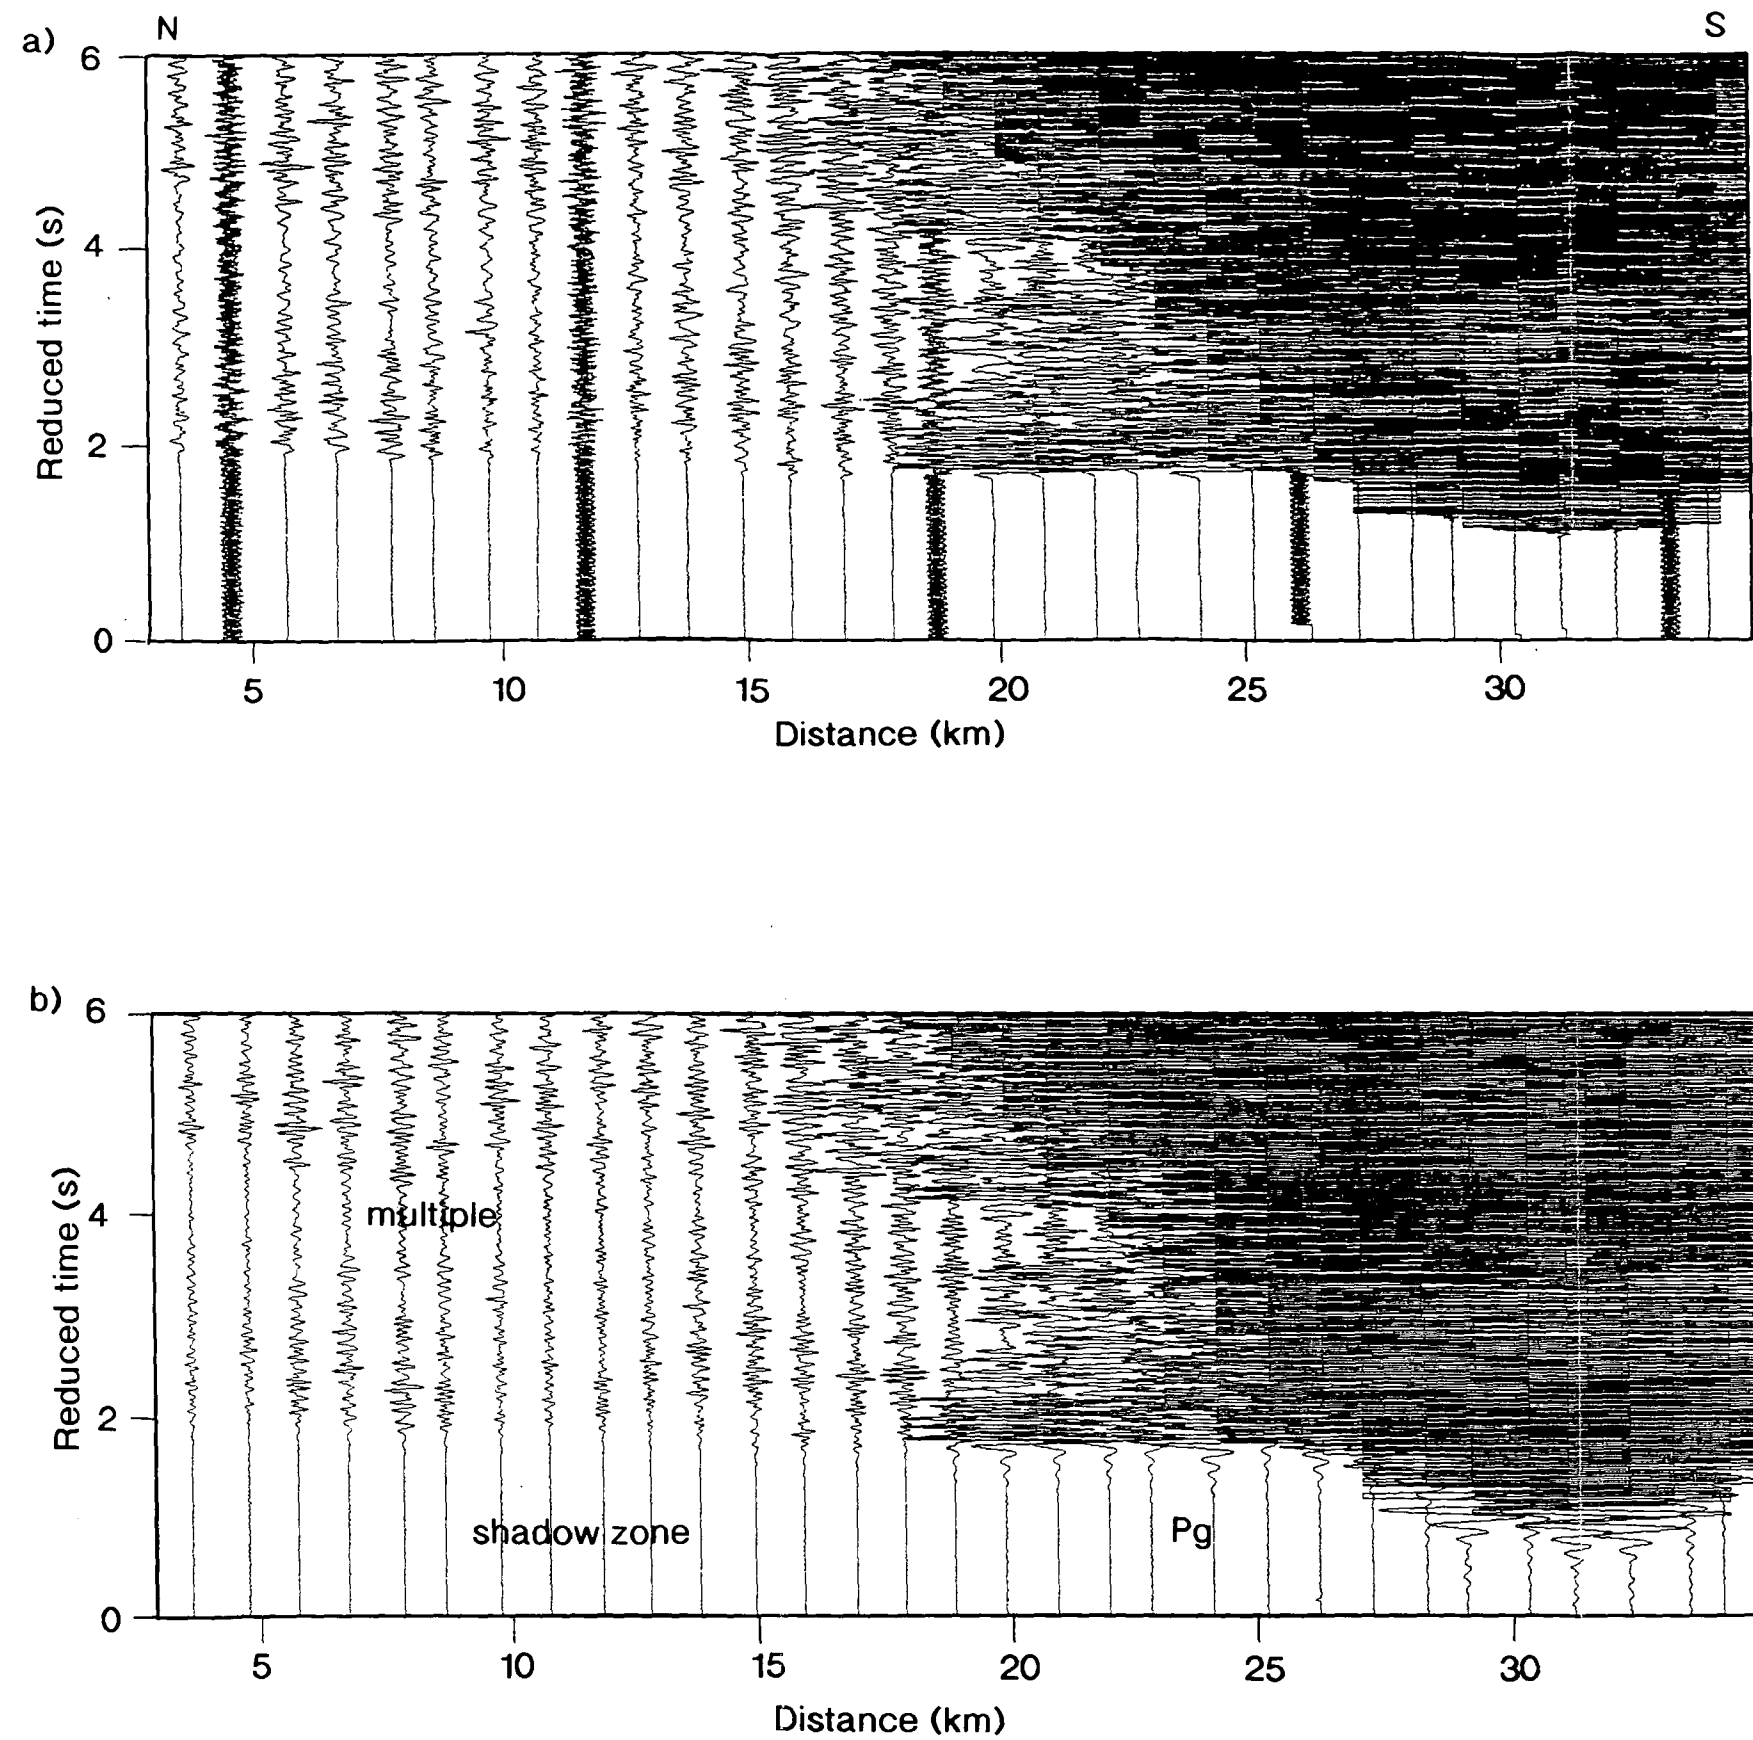 a)
N
S
6
4
2
0
Reduced time (s)
5 10 15 20 25 30
Distance (km)
b)
6
4
2
0
Reduced time (s)
multiple
shadow zone
Pg
5 10 15 20 25 30
Distance (km)